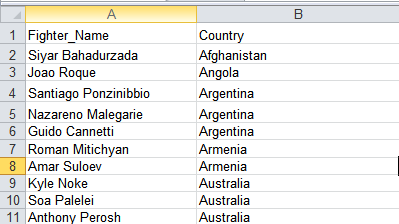 A B
1 Fighter_Name Country
2 Siyar Bahadurzada Afghanistan
3 Joao Roque Angola
4 Santiago Ponzinibbio Argentina
5 Nazareno Malegarie Argentina
6 Guido Cannetti Argentina
7 Roman Mitichyan Armenia
8 Amar Suloev Armenia
9 Kyle Noke Australia
10 Soa Palelei Australia
11 Anthony Perosh Australia